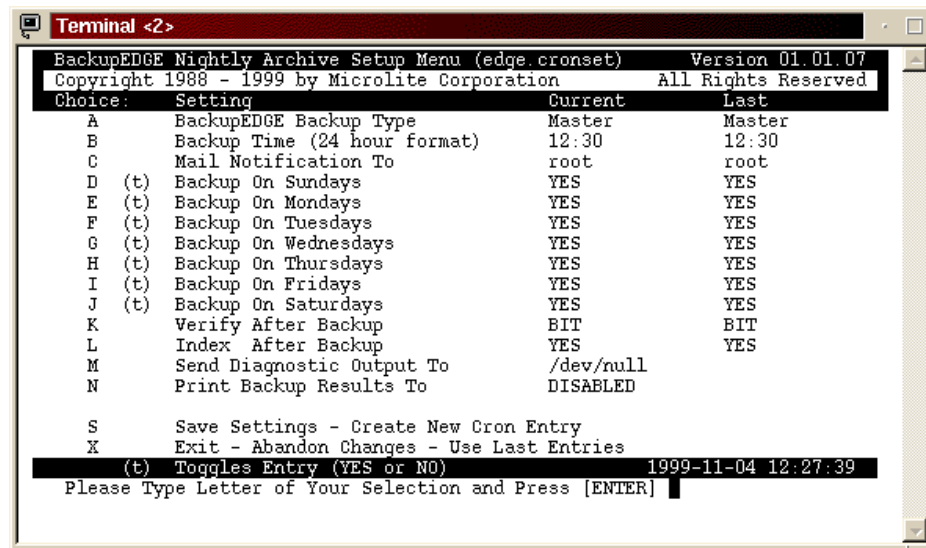 Terminal <2>
BackupEDGE Nightly Archive Setup Menu (edge.cronset) Version 01.01.07
Copyright 1988 - 1999 by Microlite Corporation All Rights Reserved
Choice: Setting Current Last
A BackupEDGE Backup Type Master Master
B Backup Time (24 hour format) 12:30 12:30
C Mail Notification To root root
D (t) Backup On Sundays YES YES
E (t) Backup On Mondays YES YES
F (t) Backup On Tuesdays YES YES
G (t) Backup On Wednesdays YES YES
H (t) Backup On Thursdays YES YES
I (t) Backup On Fridays YES YES
J (t) Backup On Saturdays YES YES
K Verify After Backup BIT BIT
L Index After Backup YES YES
M Send Diagnostic Output To /dev/null
N Print Backup Results To DISABLED
S Save Settings - Create New Cron Entry
X Exit - Abandon Changes - Use Last Entries
(t) Toggles Entry (YES or NO) 1999-11-04 12:27:39
Please Type Letter of Your Selection and Press [ENTER]